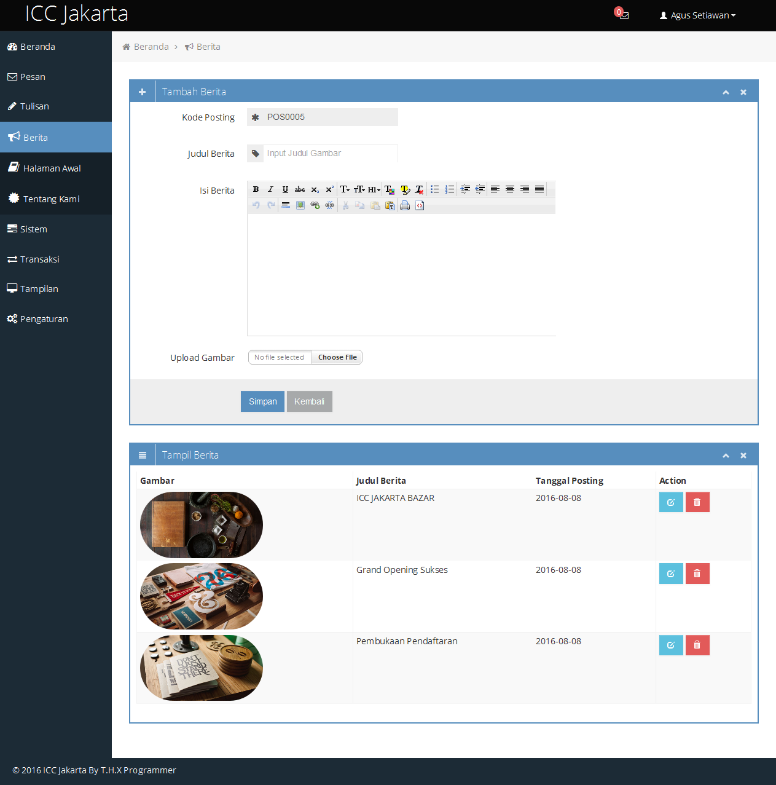 ICC Jakarta
0
Agus Setiawan
Beranda
Pesan
Tulisan
Berita
Halaman Awal
Tentang Kami
Sistem
Transaksi
Tampilan
Pengaturan
Beranda > Berita
Tambah Berita
Kode Posting
POS0005
Judul Berita
Input Judul Gambar
Isi Berita
Upload Gambar
No file selected
Choose File
Simpan
Kembali
Tampil Berita
Gambar Judul Berita Tanggal Posting Action
ICC JAKARTA BAZAR 2016-08-08
Grand Opening Sukses 2016-08-08
Pembukaan Pendaftaran 2016-08-08
© 2016 ICC Jakarta By T.H.X Programmer